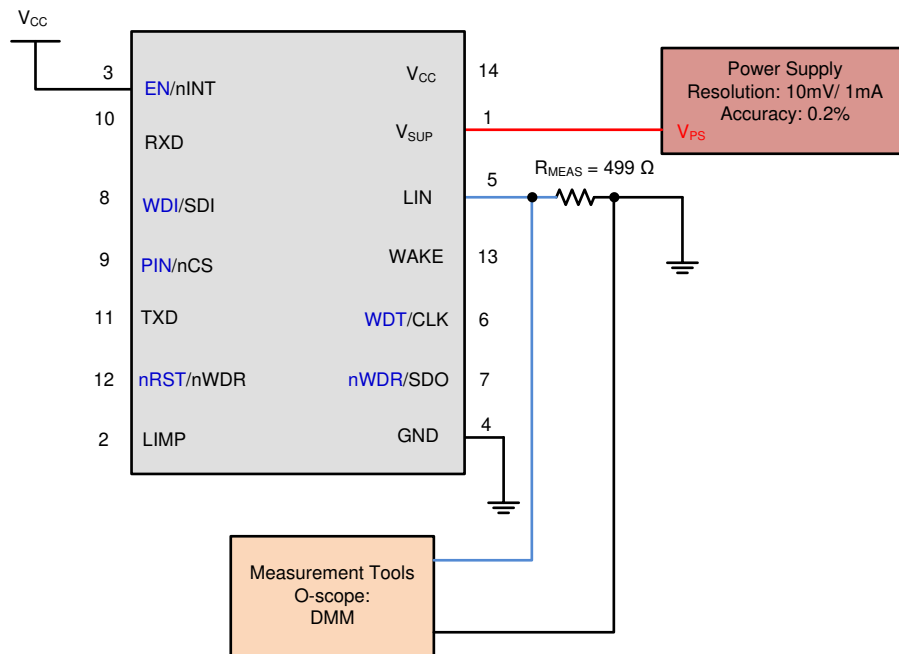 VCC
3
EN/nINT
VCC
14
Power Supply
Resolution: 10mV/ 1mA
Accuracy: 0.2%
10
RXD
VSUP
1
VPS
RMEAS = 499 Ω
8
WDI/SDI
LIN
5
9
PIN/nCS
WAKE
13
11
TXD
WDT/CLK
6
12
nRST/nWDR
nWDR/SDO
7
2
LIMP
GND
4
Measurement Tools
O-scope:
DMM